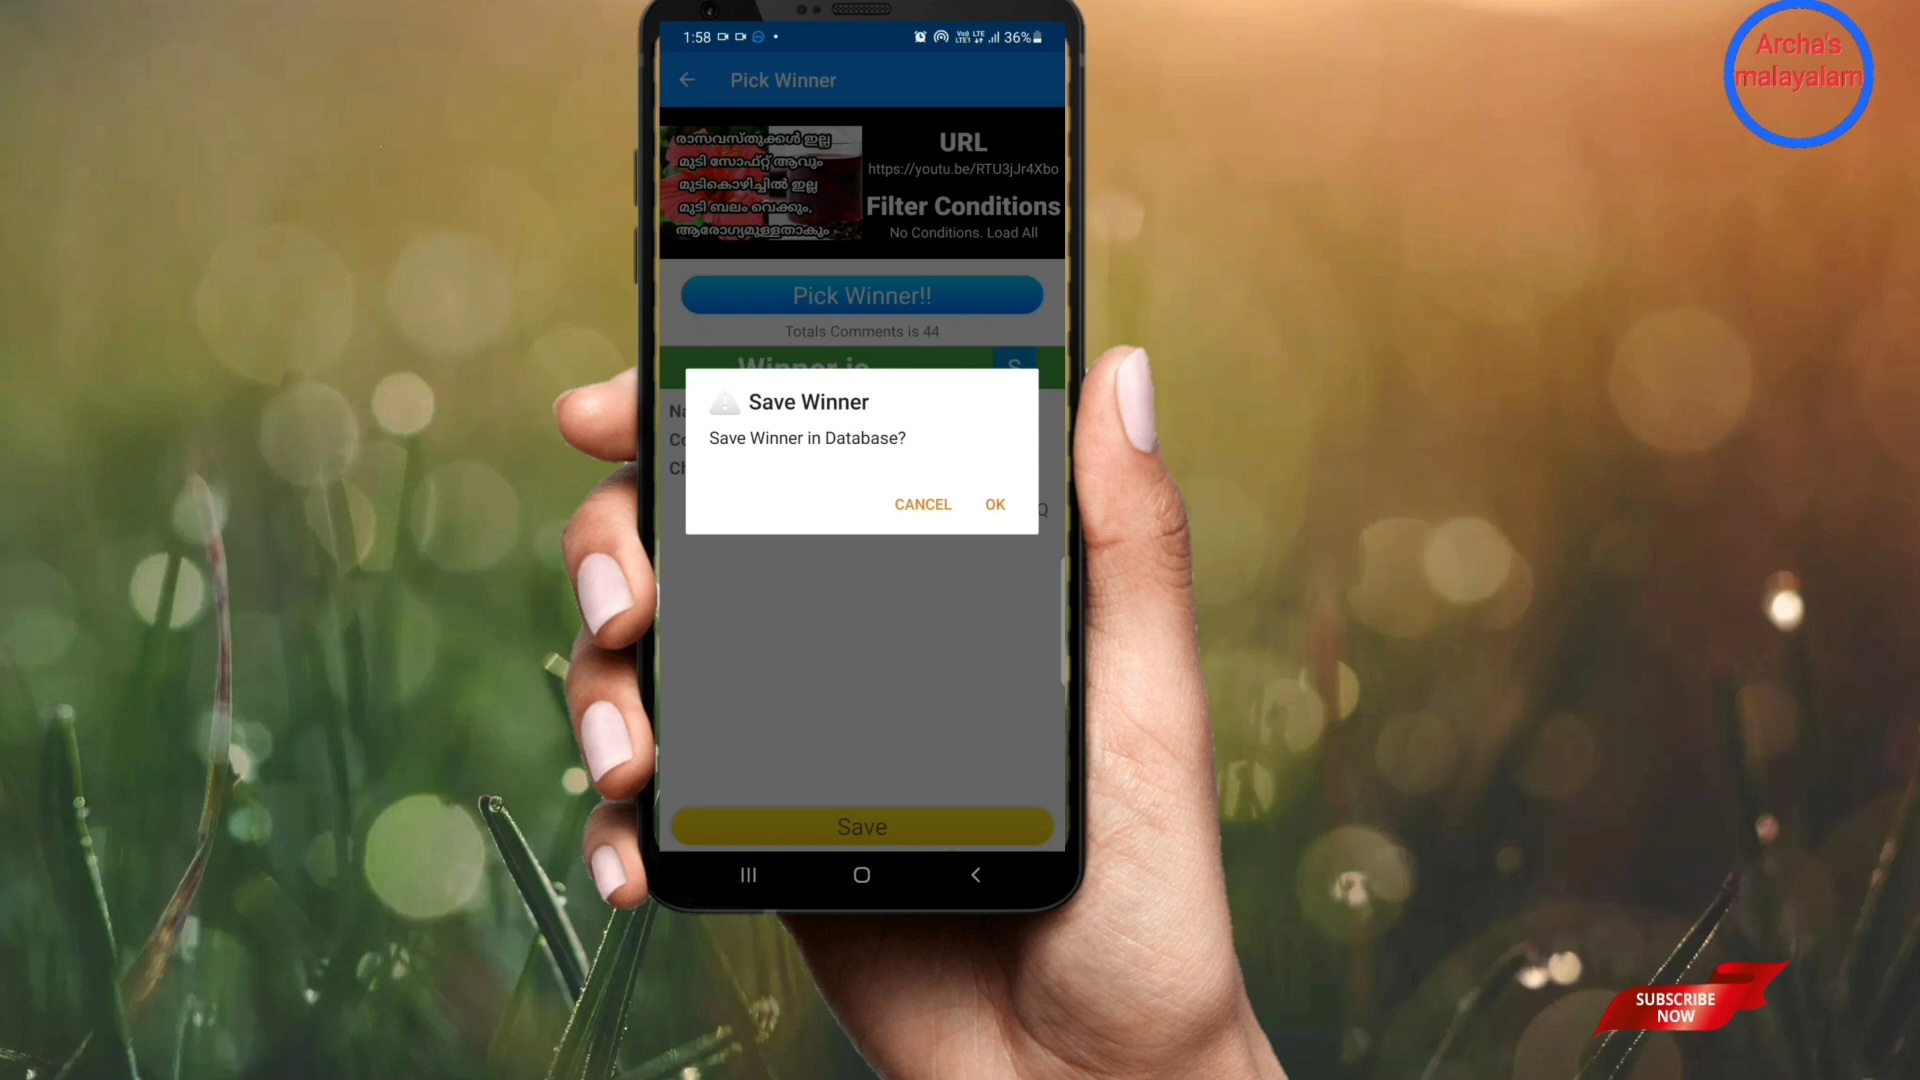 Archa's
malayalam
1:58
36%
Pick Winner
രാസവസ്തുക്കൾ ഇല്ല
മുടി സോഫ്റ്റ് ആവും
മുടികൊഴിച്ചിൽ ഇല്ല
മുടി ബലം വെക്കും,
ആരോഗ്യമുള്ളതാകും
URL
https://youtu.be/RTU3jJr4Xbo
Filter Conditions
No Conditions. Load All
Pick Winner!!
Totals Comments is 44
Winner is
S
Save Winner
Save Winner in Database?
CANCEL
OK
Q
Save
SUBSCRIBE
NOW